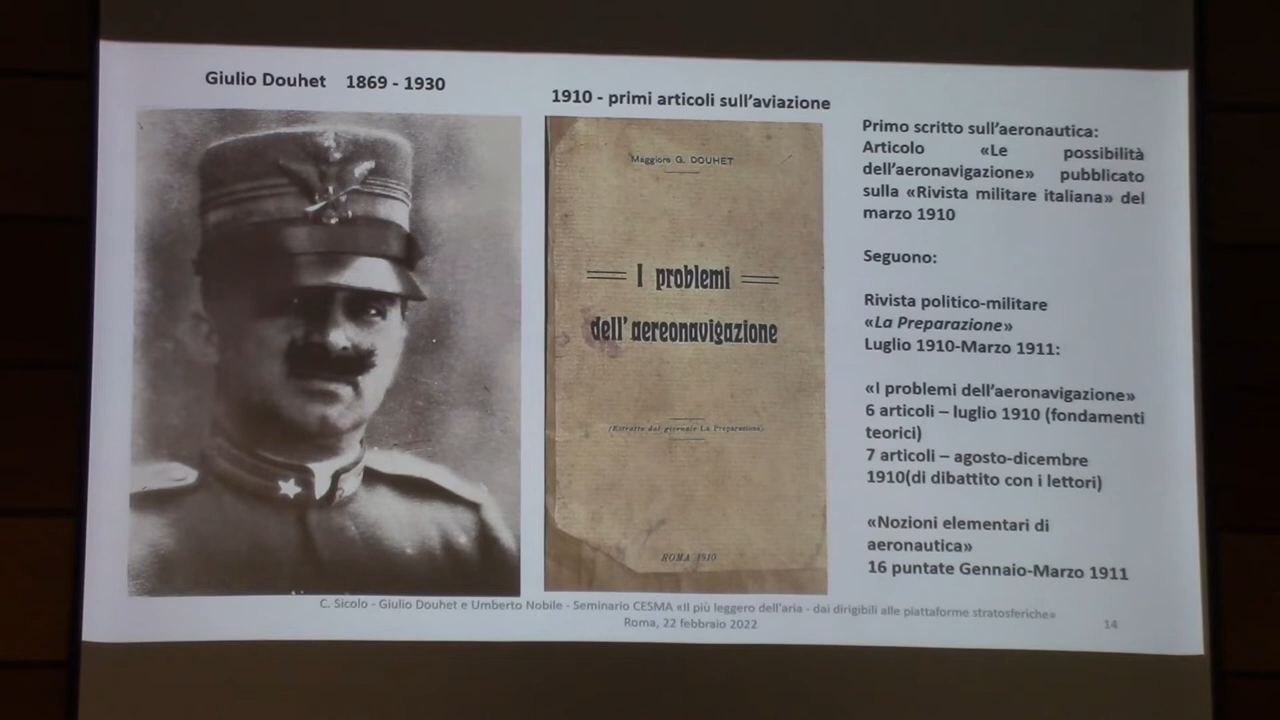 Giulio Douhet 1869 - 1930
1910 - primi articoli sull'aviazione
Maggiore G. DOUHET
I problemi
dell'aereonavigazione
(Estratto dal giornale La Preparazione)
ROMA 1910
Primo scritto sull'aeronautica:
Articolo «Le possibilità
dell'aeronavigazione» pubblicato
sulla «Rivista militare italiana» del
marzo 1910
Seguono:
Rivista politico-militare
«La Preparazione»
Luglio 1910-Marzo 1911:
«I problemi dell'aeronavigazione»
6 articoli – luglio 1910 (fondamenti
teorici)
7 articoli – agosto-dicembre
1910(di dibattito con i lettori)
«Nozioni elementari di
aeronautica»
16 puntate Gennaio-Marzo 1911
C. Sicolo - Giulio Douhet e Umberto Nobile - Seminario CESMA «Il più leggero dell'aria - dai dirigibili alle piattaforme stratosferiche»
Roma, 22 febbraio 2022
14